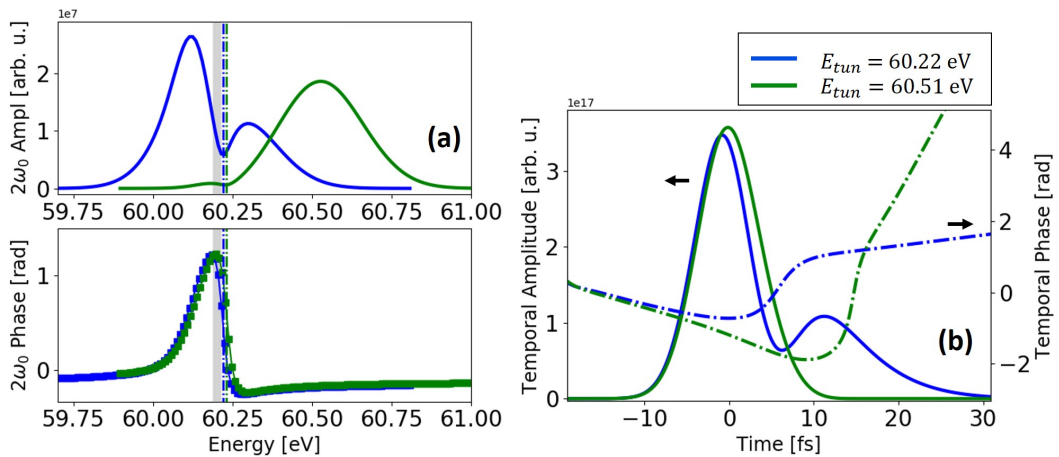 1e7
2ω₀ Ampl [arb. u.]
2
1
0
(a)
59.75 60.00 60.25 60.50 60.75 61.00
2ω₀ Phase [rad]
1
0
59.75 60.00 60.25 60.50 60.75 61.00
Energy [eV]
E_tun = 60.22 eV
E_tun = 60.51 eV
1e17
Temporal Amplitude [arb. u.]
3
2
1
0
4
2
0
−2
Temporal Phase [rad]
(b)
−10 0 10 20 30
Time [fs]